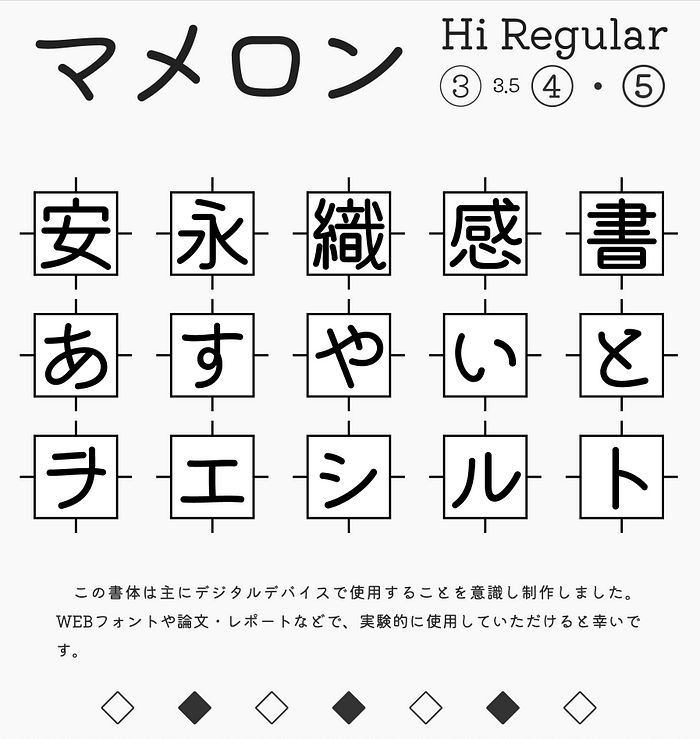 マメロン
Hi Regular
③ 3.5 ④ ・ ⑤
安 永 織 感 書
あ す や い と
ヲ エ シ ル ト
この書体は主にデジタルデバイスで使用することを意識し制作しました。
WEBフォントや論文・レポートなどで、実験的に使用していただけると幸いで
す。